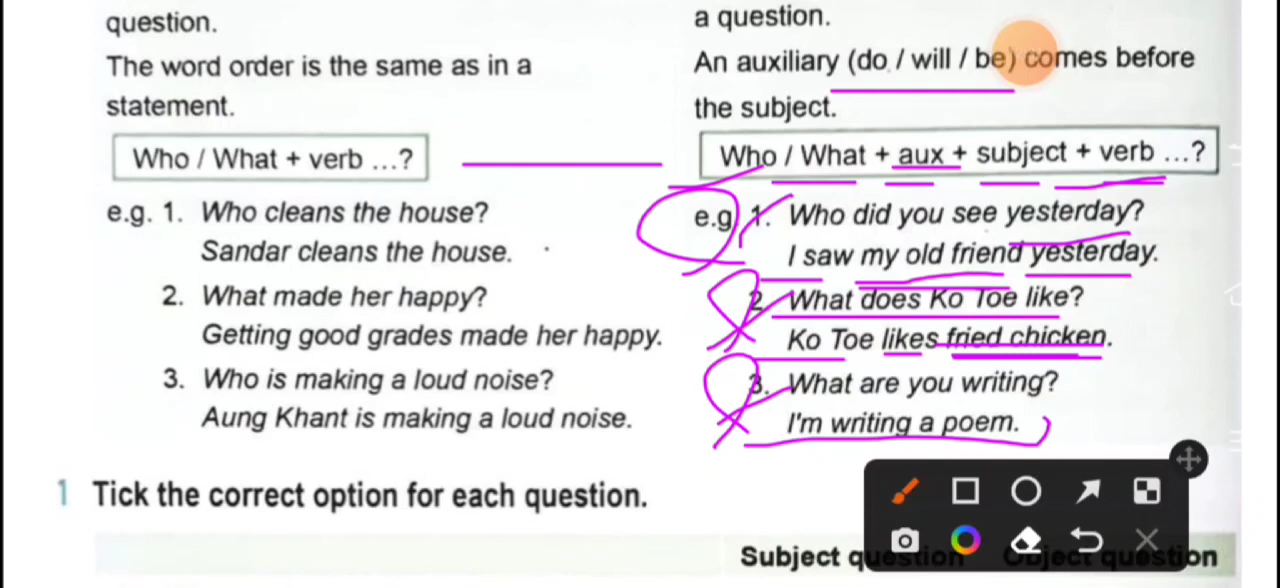 question.
The word order is the same as in a
statement.
Who / What + verb ...?
e.g. 1. Who cleans the house?
Sandar cleans the house.
2. What made her happy?
Getting good grades made her happy.
3. Who is making a loud noise?
Aung Khant is making a loud noise.
a question.
An auxiliary (do / will / be) comes before
the subject.
Who / What + aux + subject + verb ...?
e.g. 1. Who did you see yesterday?
I saw my old friend yesterday.
2. What does Ko Toe like?
Ko Toe likes fried chicken.
3. What are you writing?
I'm writing a poem.
1 Tick the correct option for each question.
Subject question Object question